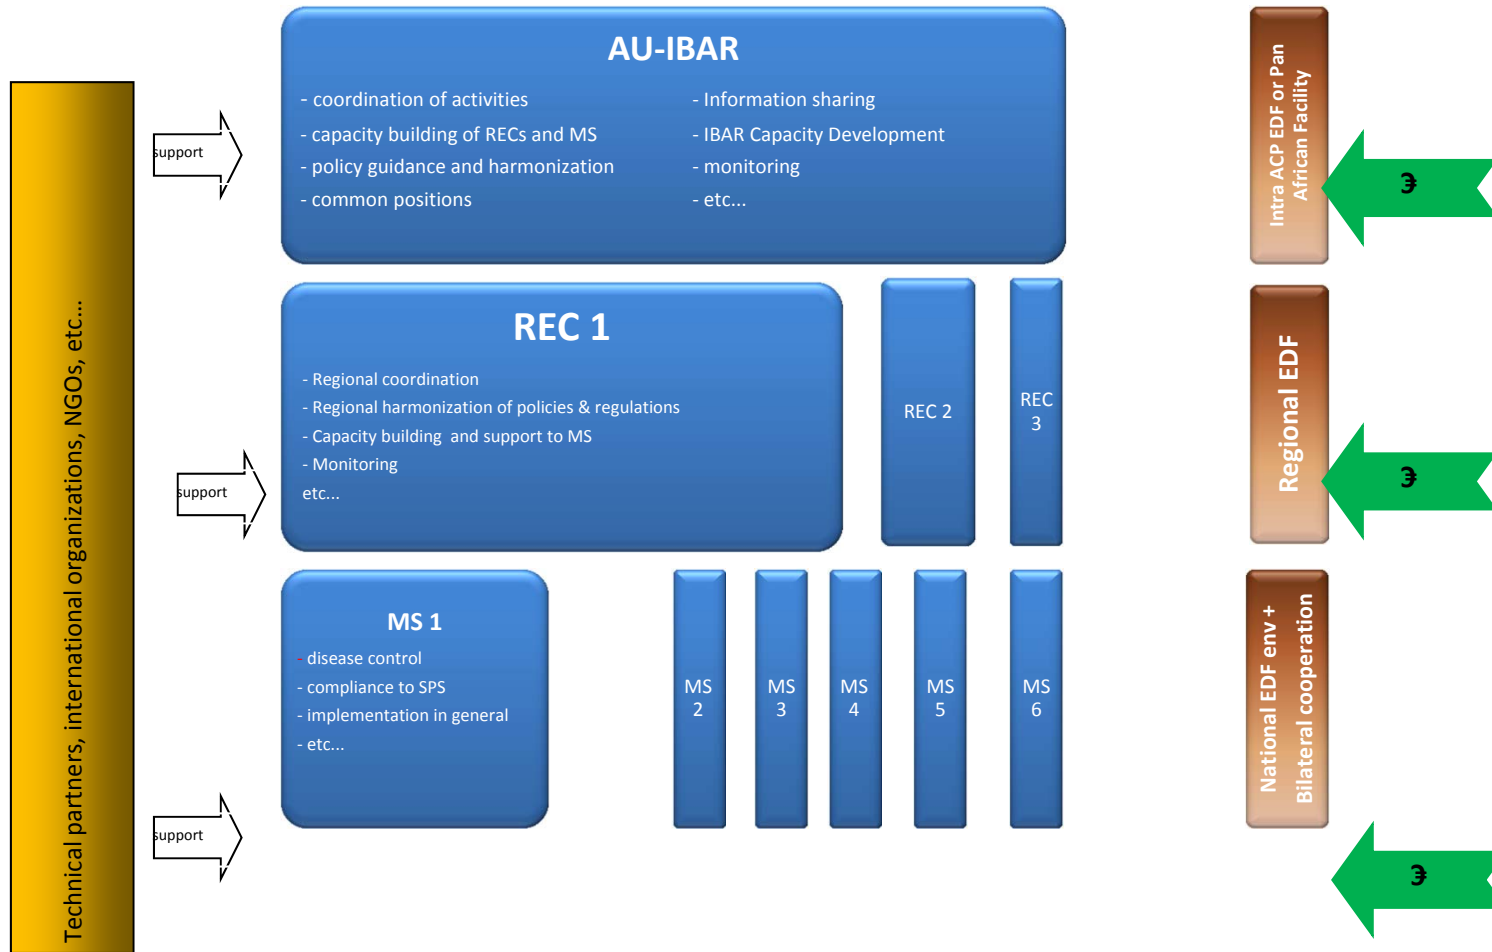 AU-IBAR
- coordination of activities
- capacity building of RECs and MS
- policy guidance and harmonization
- common positions
- Information sharing
- IBAR Capacity Development
- monitoring
- etc...
Intra ACP EDF or Pan
African Facility
€
support
Technical partners, international organizations, NGOs, etc...
REC 1
- Regional coordination
- Regional harmonization of policies & regulations
- Capacity building and support to MS
- Monitoring
etc...
REC 2
REC
3
Regional EDF
€
support
MS 1
- disease control
- compliance to SPS
- implementation in general
- etc...
MS
2
MS
3
MS
4
MS
5
MS
6
National EDF env +
Bilateral cooperation
support
€